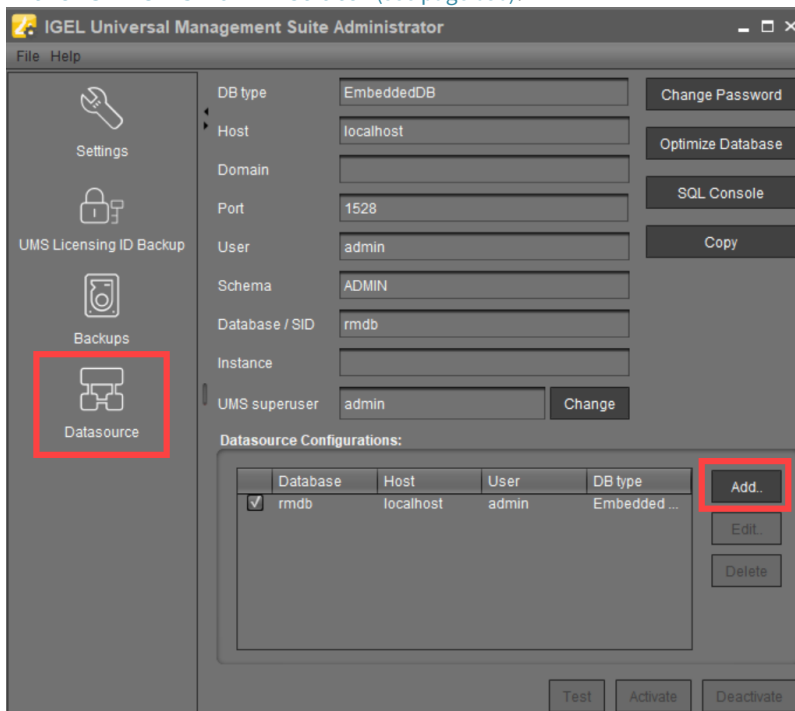 IGEL Universal Management Suite Administrator
File Help
Settings
UMS Licensing ID Backup
Backups
Datasource
DB type EmbeddedDB
Host localhost
Domain
Port 1528
User admin
Schema ADMIN
Database / SID rmdb
Instance
UMS superuser admin Change
Change Password
Optimize Database
SQL Console
Copy
Datasource Configurations:
Database Host User DB type
rmdb localhost admin Embedded ...
Add..
Edit..
Delete
Test Activate Deactivate